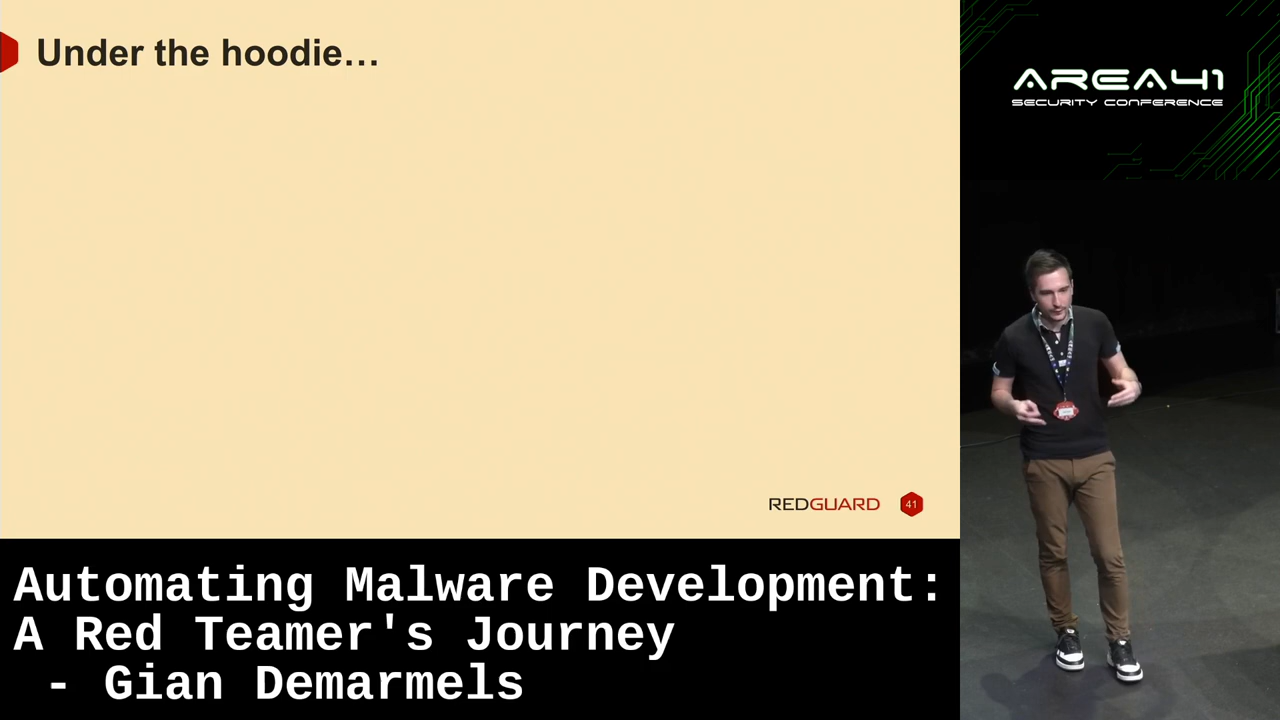 Under the hoodie…
AREA41
SECURITY CONFERENCE
REDGUARD
41
Automating Malware Development:
A Red Teamer's Journey
- Gian Demarmels